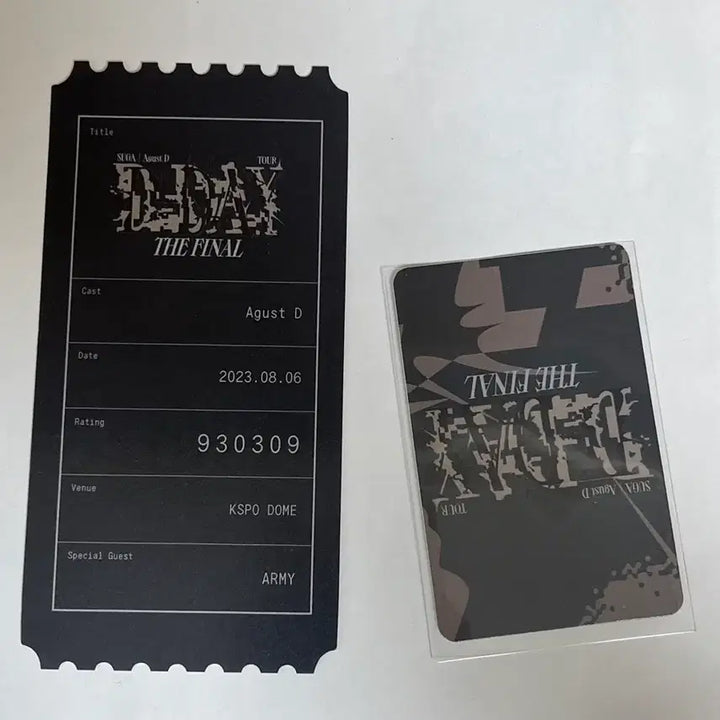 Title
SUGA | Agust D TOUR
D-DAY
THE FINAL
Cast
Agust D
Date
2023.08.06
Rating
930309
Venue
KSPO DOME
Special Guest
ARMY
SUGA | Agust D TOUR
D-DAY
THE FINAL